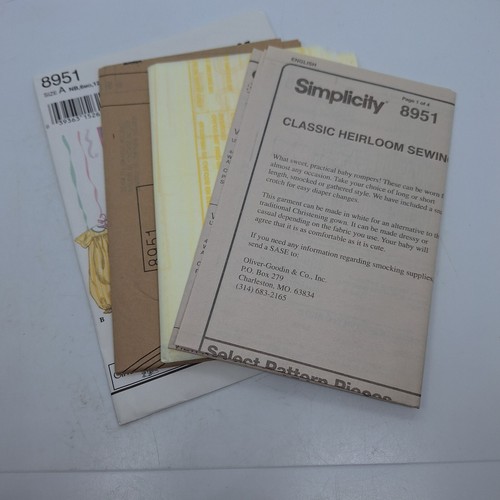 8951
SIZE A
8951
ENGLISH
Simplicity
Page 1 of 4
8951
CLASSIC HEIRLOOM SEWIN
What sweet, practical baby rompers! These can be worn f
almost any occasion. Take your choice of long or short
length, smocked or gathered style. We have included a
crotch for easy diaper changes.
This garment can be made in white for an alternative to th
traditional Christening gown. It can be made dressy or
casual depending on the fabric you use. Your baby will
agree that it is as comfortable as it is cute.
If you need any information regarding smocking supplies,
send a SASE to:
Oliver-Goodin & Co., Inc.
P.O. Box 279
Charleston, MO. 63834
(314) 683-2165
Select Pattern Pieces
B